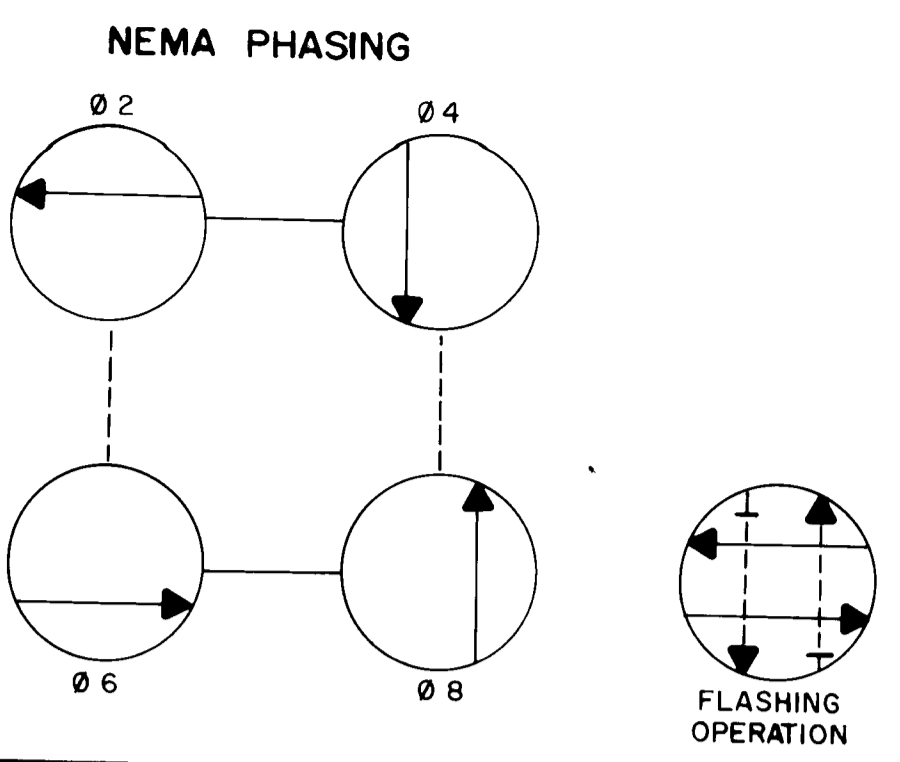 NEMA PHASING
Ø 2
Ø 4
Ø 6
Ø 8
FLASHING
OPERATION